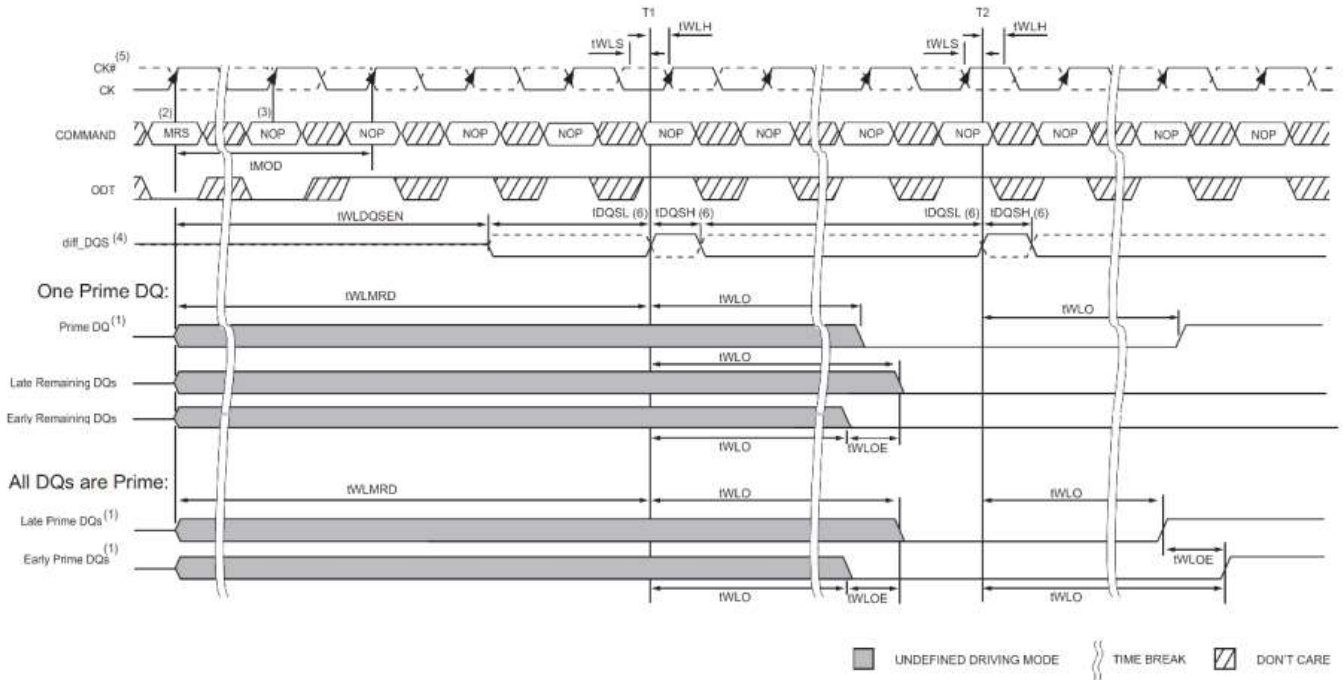 T1 T2
tWLH tWLH
tWLS tWLS
CK# (5)
CK
(2) (3)
COMMAND MRS NOP NOP NOP NOP NOP NOP NOP NOP NOP NOP NOP
tMOD
ODT
tWLDQSEN tDQSL (6) tDQSH (6) tDQSL (6) tDQSH (6)
diff_DQS (4)
One Prime DQ:
tWLMRD tWLO tWLO
Prime DQ (1)
tWLO
Late Remaining DQs
Early Remaining DQs
tWLO tWLOE
All DQs are Prime:
tWLMRD tWLO tWLO
Late Prime DQs (1)
tWLOE
Early Prime DQs (1)
tWLO tWLOE tWLO
UNDEFINED DRIVING MODE TIME BREAK DON'T CARE